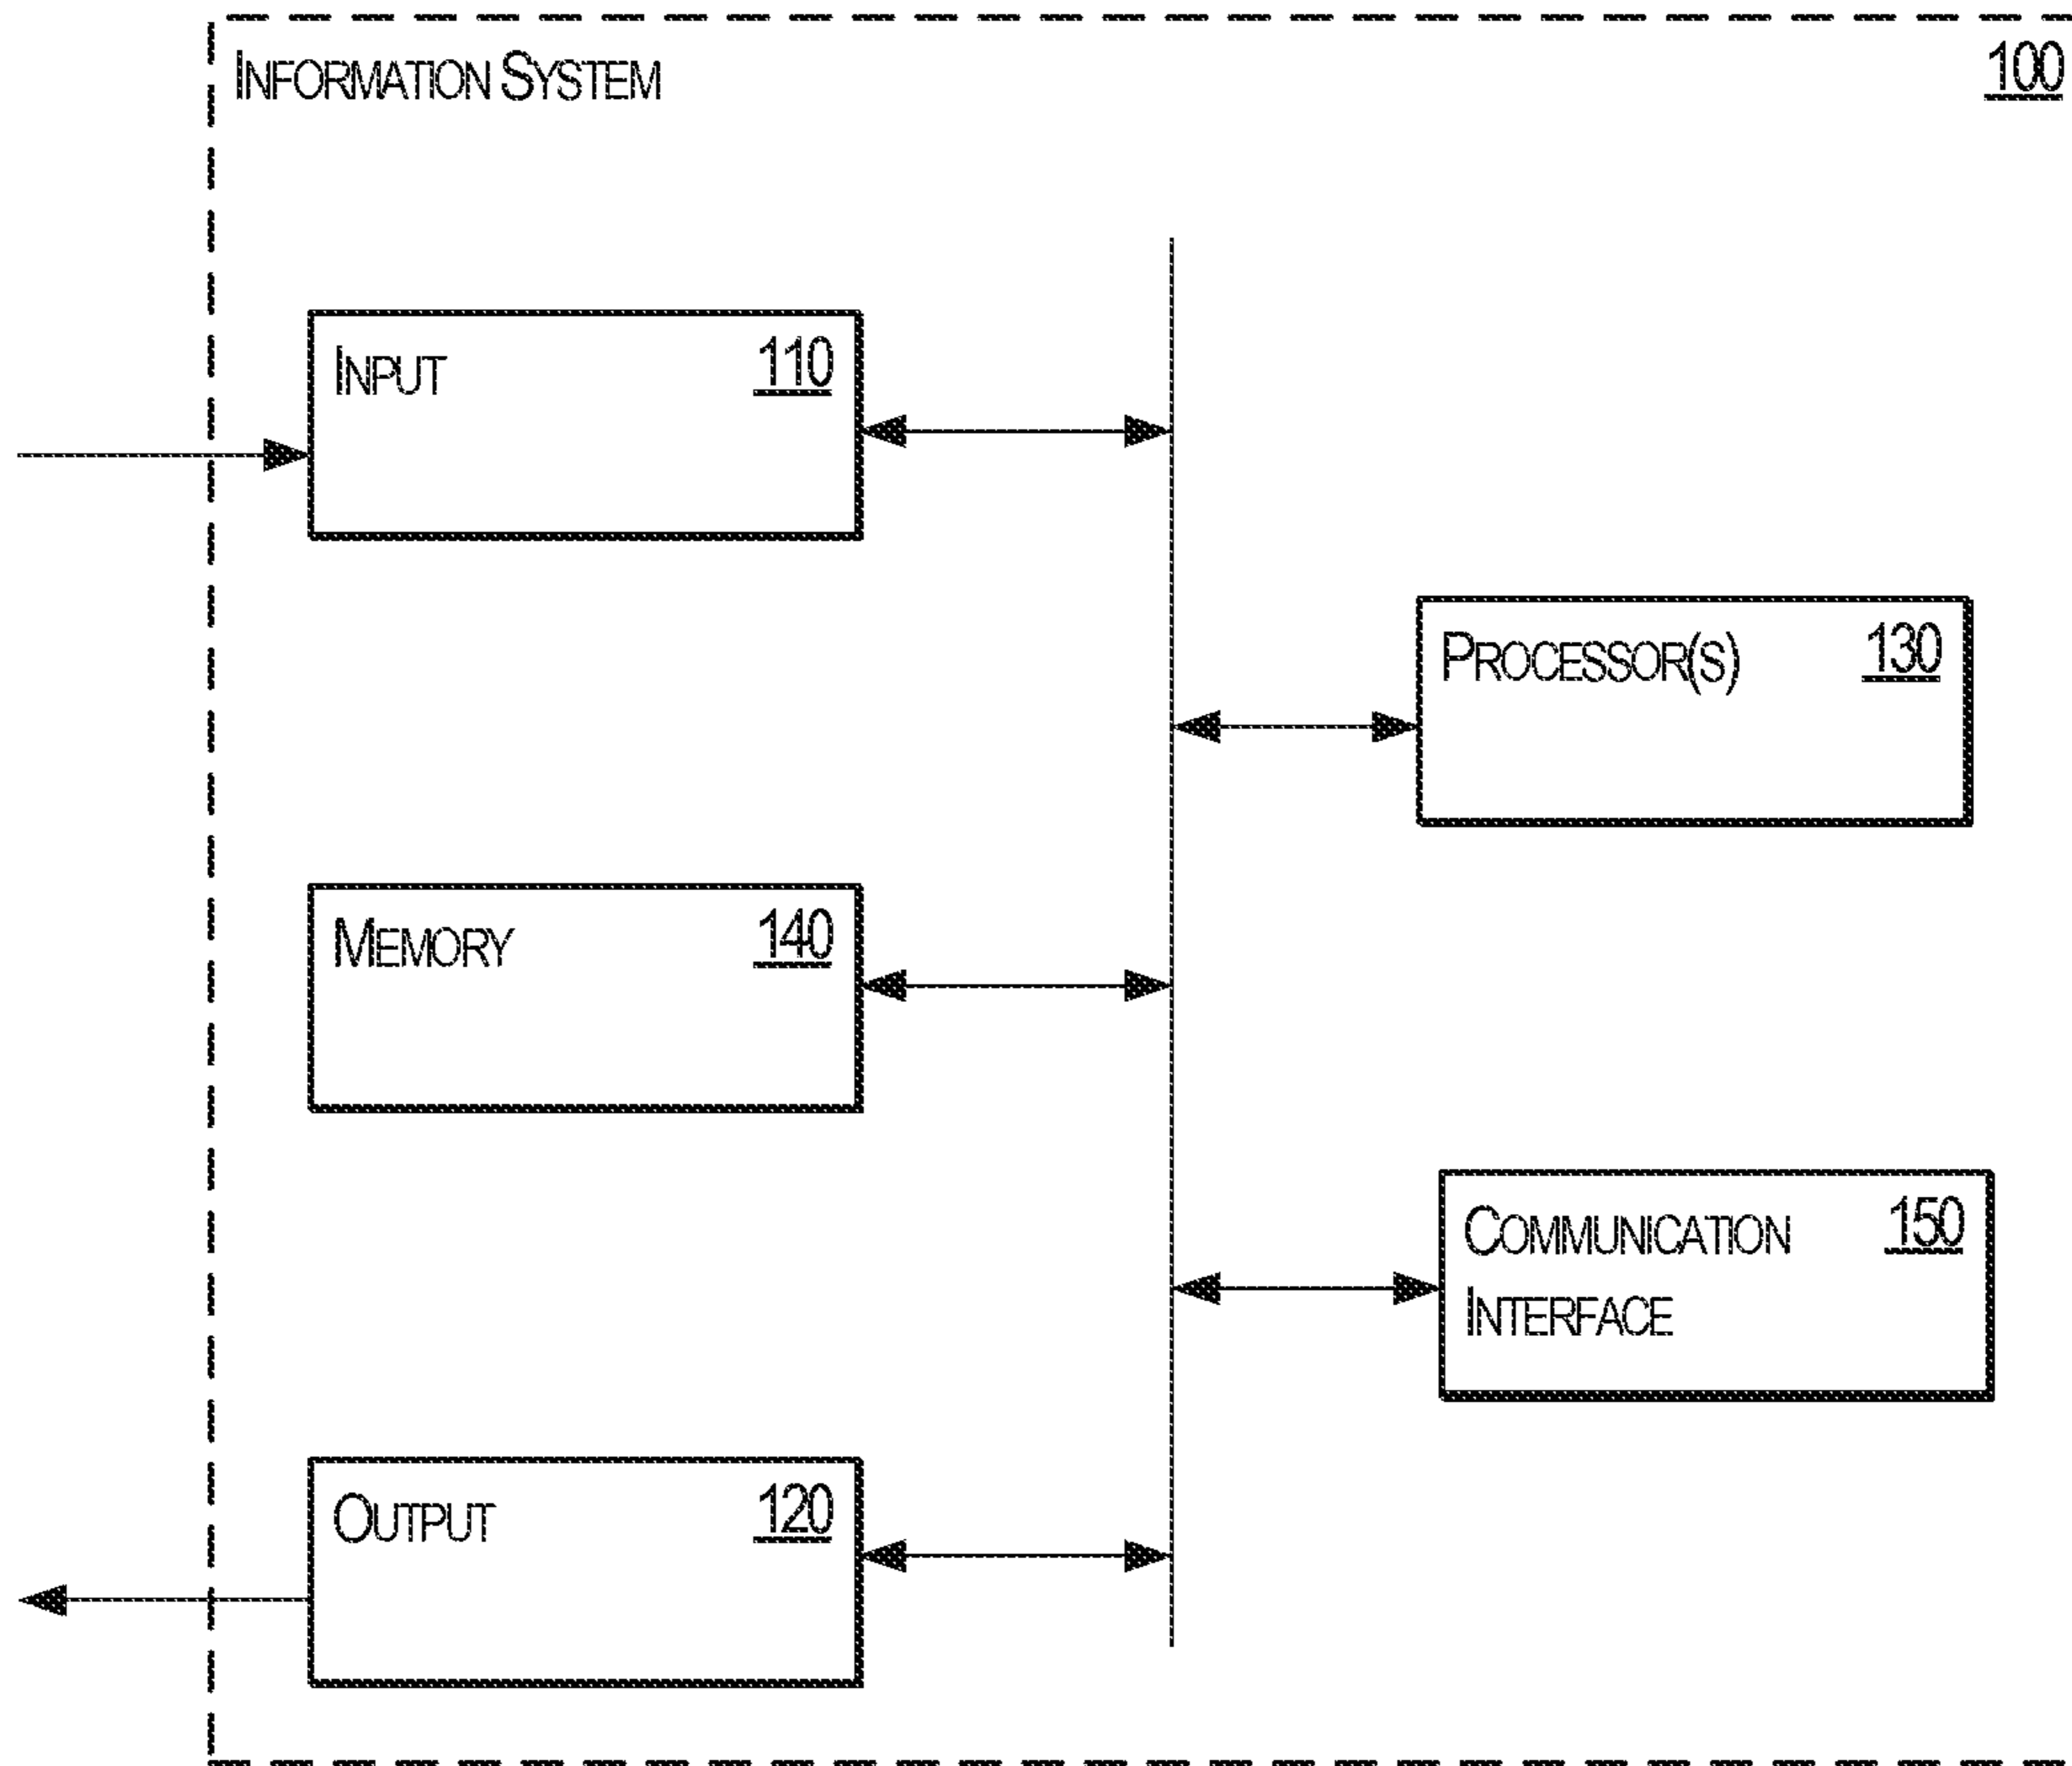 INFORMATION SYSTEM 100
INPUT 110
PROCESSOR(S) 130
MEMORY 140
COMMUNICATION 150
INTERFACE
OUTPUT 120